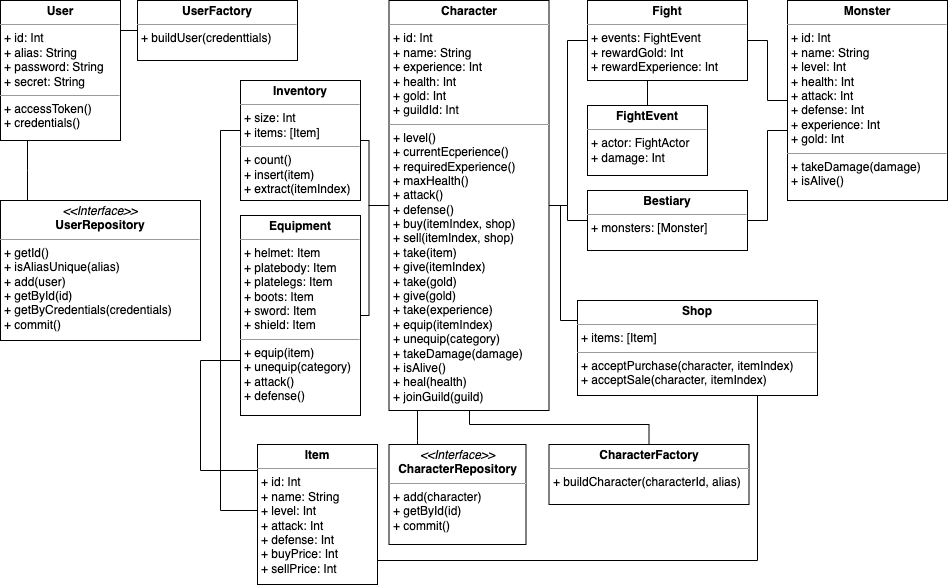 User
+ id: Int
+ alias: String
+ password: String
+ secret: String
+ accessToken()
+ credentials()
UserFactory
+ buildUser(credenttials)
Character
+ id: Int
+ name: String
+ experience: Int
+ health: Int
+ gold: Int
+ guildId: Int
+ level()
+ currentEcperience()
+ requiredExperience()
+ maxHealth()
+ attack()
+ defense()
+ buy(itemIndex, shop)
+ sell(itemIndex, shop)
+ take(item)
+ give(itemIndex)
+ take(gold)
+ give(gold)
+ take(experience)
+ equip(itemIndex)
+ unequip(category)
+ takeDamage(damage)
+ isAlive()
+ heal(health)
+ joinGuild(guild)
Fight
+ events: FightEvent
+ rewardGold: Int
+ rewardExperience: Int
Monster
+ id: Int
+ name: String
+ level: Int
+ health: Int
+ attack: Int
+ defense: Int
+ experience: Int
+ gold: Int
+ takeDamage(damage)
+ isAlive()
Inventory
+ size: Int
+ items: [Item]
+ count()
+ insert(item)
+ extract(itemIndex)
FightEvent
+ actor: FightActor
+ damage: Int
<<Interface>>
UserRepository
+ getId()
+ isAliasUnique(alias)
+ add(user)
+ getById(id)
+ getByCredentials(credentials)
+ commit()
Equipment
+ helmet: Item
+ platebody: Item
+ platelegs: Item
+ boots: Item
+ sword: Item
+ shield: Item
+ equip(item)
+ unequip(category)
+ attack()
+ defense()
Bestiary
+ monsters: [Monster]
Shop
+ items: [Item]
+ acceptPurchase(character, itemIndex)
+ acceptSale(character, itemIndex)
Item
+ id: Int
+ name: String
+ level: Int
+ attack: Int
+ defense: Int
+ buyPrice: Int
+ sellPrice: Int
<<Interface>>
CharacterRepository
+ add(character)
+ getById(id)
+ commit()
CharacterFactory
+ buildCharacter(characterId, alias)